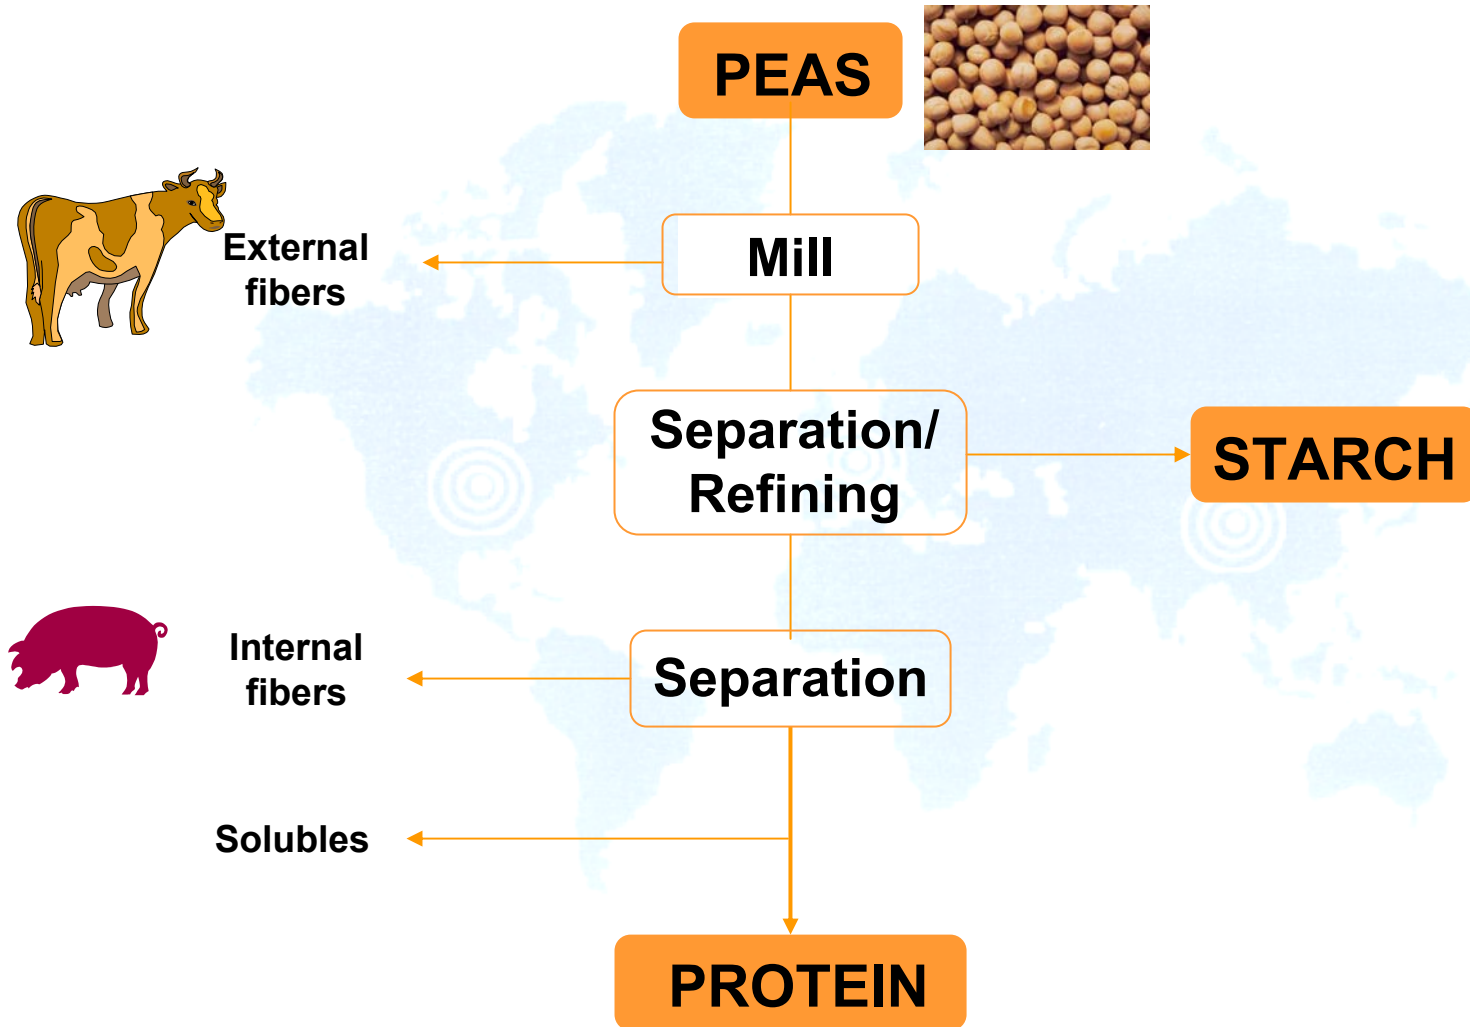 PEAS
External
fibers
Mill
Separation/
Refining
STARCH
Internal
fibers
Separation
Solubles
PROTEIN